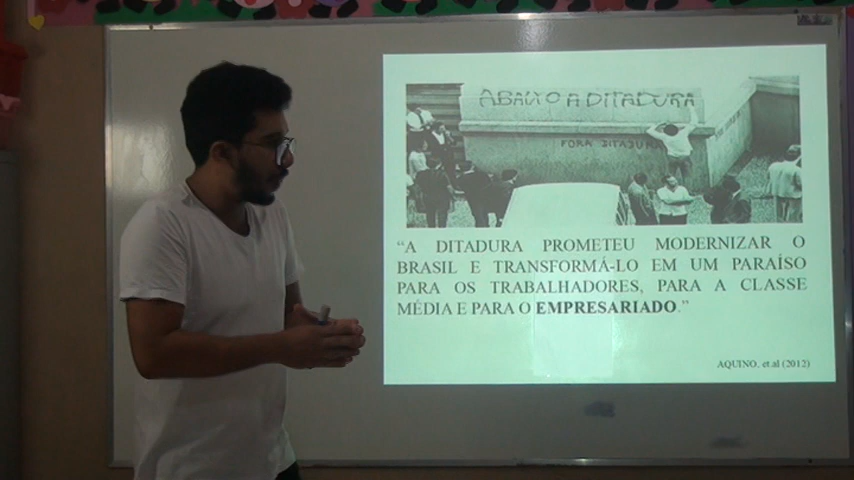 ABAIXO A DITADURA
FORA DITADURA
“A DITADURA PROMETEU MODERNIZAR O
BRASIL E TRANSFORMÁ-LO EM UM PARAÍSO
PARA OS TRABALHADORES, PARA A CLASSE
MÉDIA E PARA O EMPRESARIADO.”
AQUINO, et.al (2012)